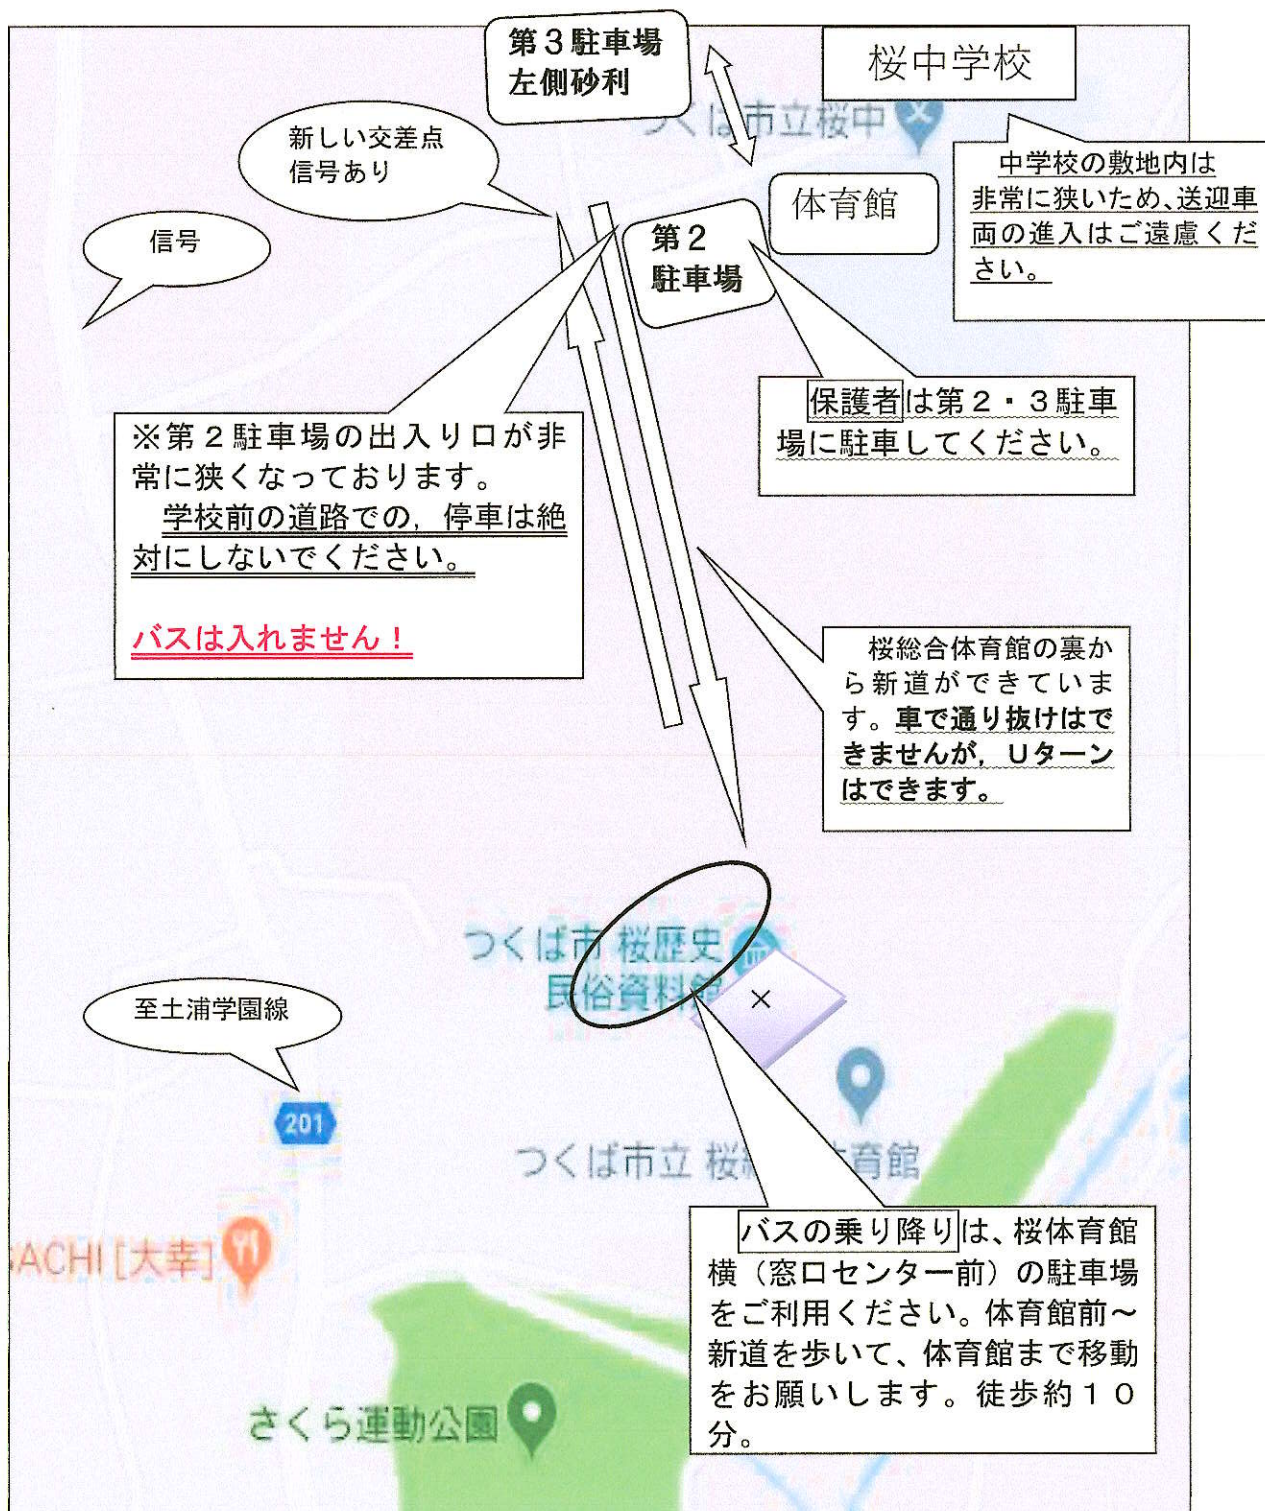 第３駐車場
左側砂利
桜中学校
つくば市立桜中
新しい交差点
信号あり
中学校の敷地内は
非常に狭いため、送迎車
両の進入はご遠慮くだ
さい。
体育館
信号
第２
駐車場
保護者は第２・３駐車
場に駐車してください。
※第２駐車場の出入り口が非
常に狭くなっております。
学校前の道路での，停車は絶
対にしないでください。
バスは入れません！
桜総合体育館の裏か
ら新道ができていま
す。車で通り抜けはで
きませんが，Uターン
はできます。
つくば市 桜歴史
民俗資料館
×
至土浦学園線
201
つくば市立 桜総 育館
ACHI [大幸]
バスの乗り降りは、桜体育館
横（窓口センター前）の駐車場
をご利用ください。体育館前～
新道を歩いて、体育館まで移動
をお願いします。徒歩約１０
分。
さくら運動公園